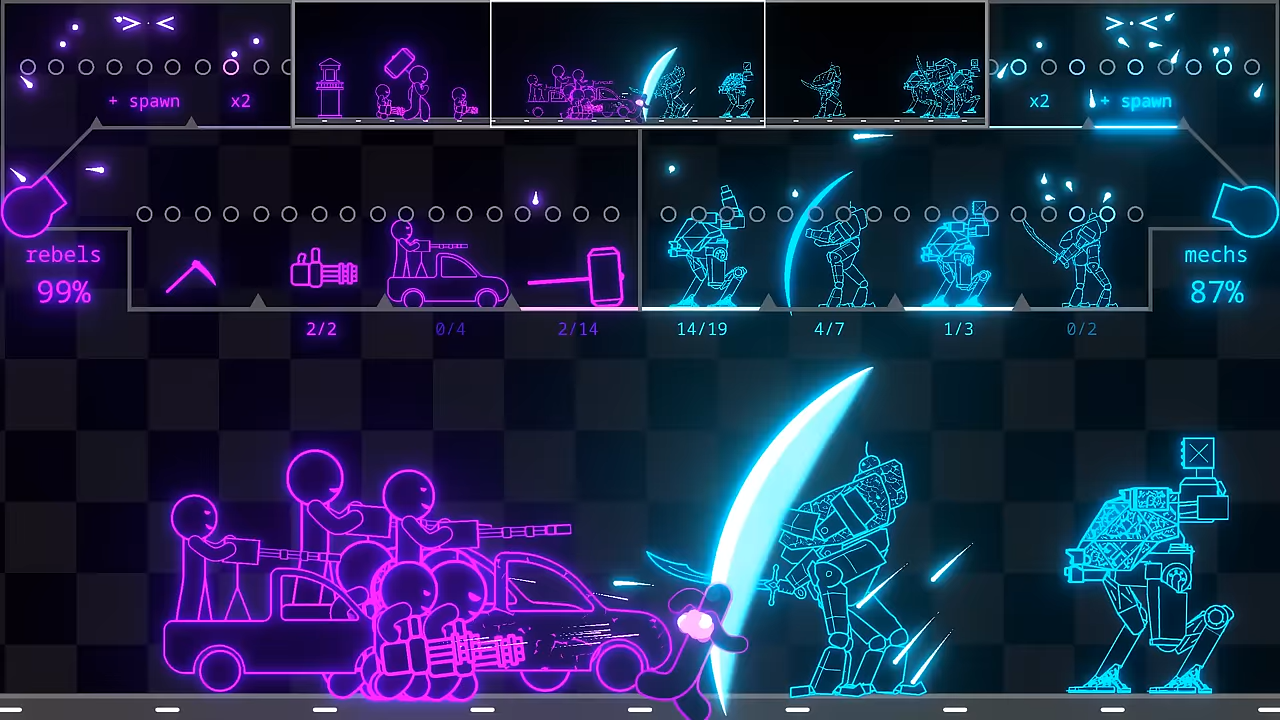 > · <
> · <
+ spawn
x2
x2
+ spawn
rebels
99%
mechs
87%
2/2
0/4
2/14
14/19
4/7
1/3
0/2